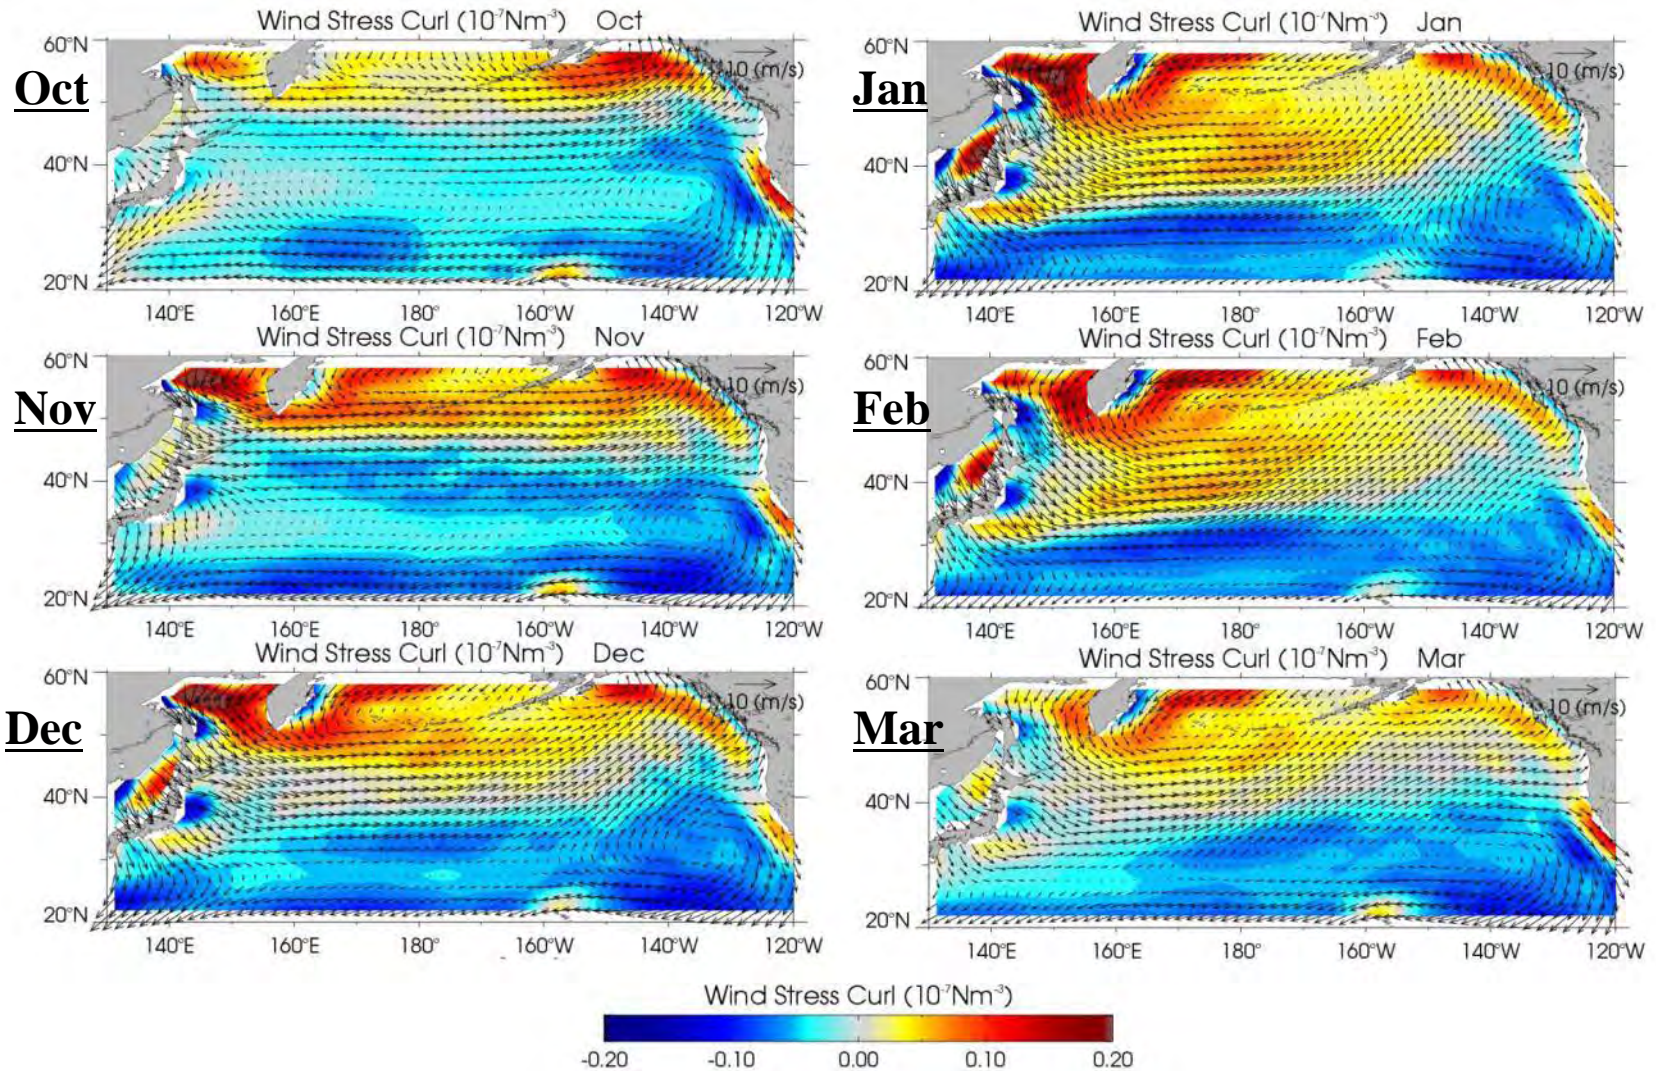 Wind Stress Curl (10⁻⁷Nm⁻³) Oct
Oct
10 (m/s)
60°N
40°N
20°N
140°E 160°E 180° 160°W 140°W 120°W
Wind Stress Curl (10⁻⁷Nm⁻³) Nov
Nov
10 (m/s)
60°N
40°N
20°N
140°E 160°E 180° 160°W 140°W 120°W
Wind Stress Curl (10⁻⁷Nm⁻³) Dec
Dec
10 (m/s)
60°N
40°N
20°N
140°E 160°E 180° 160°W 140°W 120°W
Wind Stress Curl (10⁻⁷Nm⁻³) Jan
Jan
10 (m/s)
60°N
40°N
20°N
140°E 160°E 180° 160°W 140°W 120°W
Wind Stress Curl (10⁻⁷Nm⁻³) Feb
Feb
10 (m/s)
60°N
40°N
20°N
140°E 160°E 180° 160°W 140°W 120°W
Wind Stress Curl (10⁻⁷Nm⁻³) Mar
Mar
10 (m/s)
60°N
40°N
20°N
140°E 160°E 180° 160°W 140°W 120°W
Wind Stress Curl (10⁻⁷Nm⁻³)
-0.20 -0.10 0.00 0.10 0.20